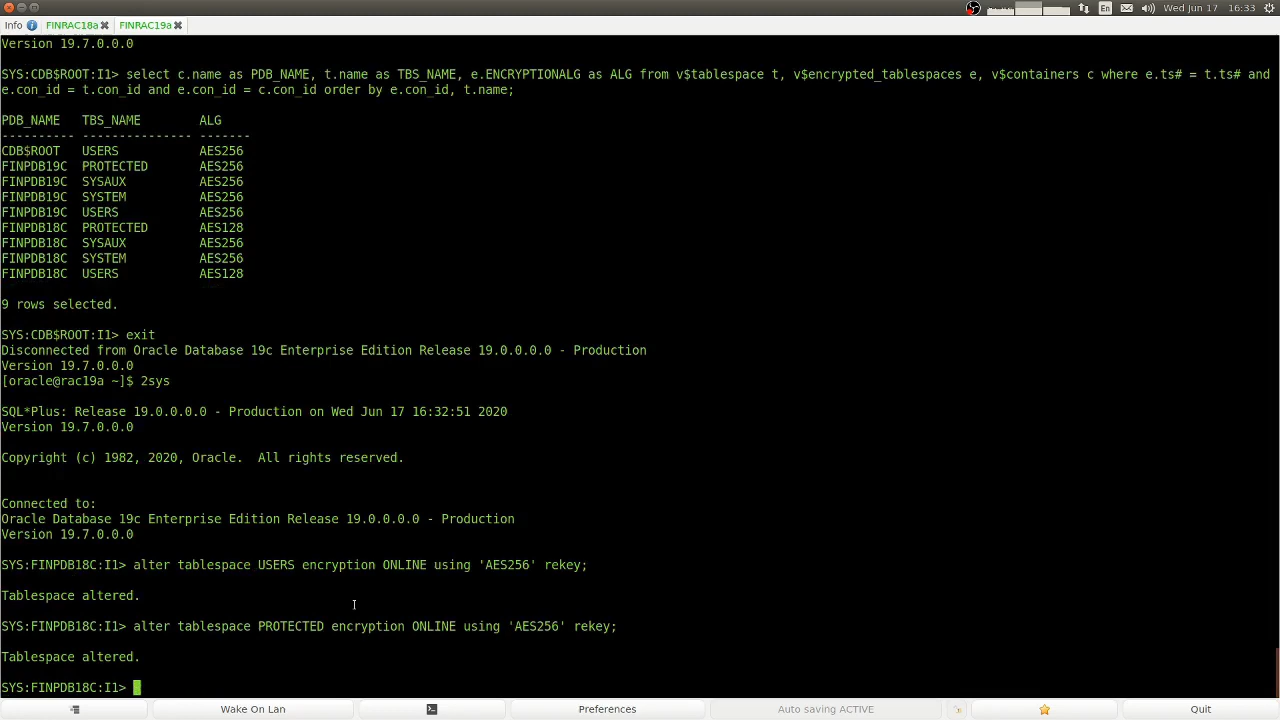 En
Wed Jun 17
16:33
Info
FINRAC18a
FINRAC19a
Version 19.7.0.0.0
SYS:CDB$ROOT:I1> select c.name as PDB_NAME, t.name as TBS_NAME, e.ENCRYPTIONALG as ALG from v$tablespace t, v$encrypted_tablespaces e, v$containers c where e.ts# = t.ts# and
e.con_id = t.con_id and e.con_id = c.con_id order by e.con_id, t.name;
PDB_NAME   TBS_NAME        ALG
---------- --------------- -------
CDB$ROOT   USERS           AES256
FINPDB19C  PROTECTED       AES256
FINPDB19C  SYSAUX          AES256
FINPDB19C  SYSTEM          AES256
FINPDB19C  USERS           AES256
FINPDB18C  PROTECTED       AES128
FINPDB18C  SYSAUX          AES256
FINPDB18C  SYSTEM          AES256
FINPDB18C  USERS           AES128
9 rows selected.
SYS:CDB$ROOT:I1> exit
Disconnected from Oracle Database 19c Enterprise Edition Release 19.0.0.0.0 - Production
Version 19.7.0.0.0
[oracle@rac19a ~]$ 2sys
SQL*Plus: Release 19.0.0.0.0 - Production on Wed Jun 17 16:32:51 2020
Version 19.7.0.0.0
Copyright (c) 1982, 2020, Oracle.  All rights reserved.
Connected to:
Oracle Database 19c Enterprise Edition Release 19.0.0.0.0 - Production
Version 19.7.0.0.0
SYS:FINPDB18C:I1> alter tablespace USERS encryption ONLINE using 'AES256' rekey;
Tablespace altered.
SYS:FINPDB18C:I1> alter tablespace PROTECTED encryption ONLINE using 'AES256' rekey;
Tablespace altered.
SYS:FINPDB18C:I1>
Wake On Lan
Preferences
Auto saving ACTIVE
Quit